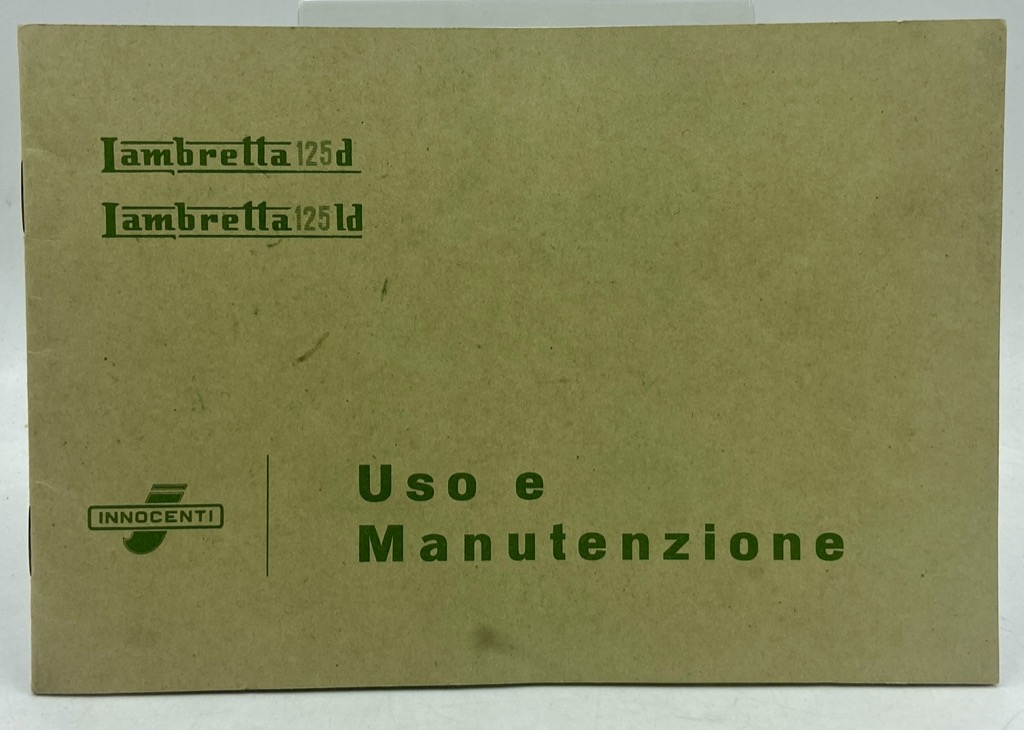 Lambretta 125 d
Lambretta 125 ld
INNOCENTI
Uso e
Manutenzione